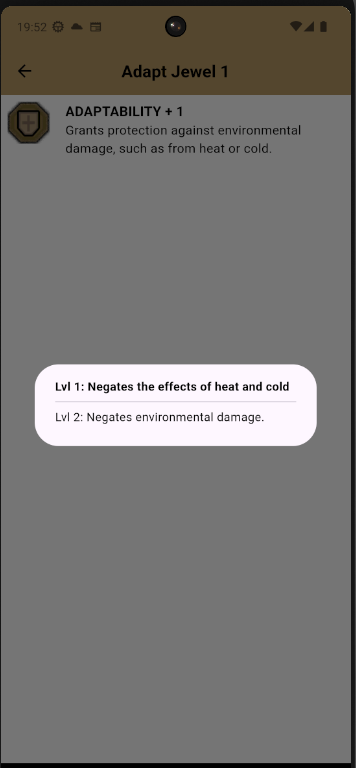 19:52
Adapt Jewel 1
ADAPTABILITY + 1
Grants protection against environmental
damage, such as from heat or cold.
Lvl 1: Negates the effects of heat and cold
Lvl 2: Negates environmental damage.